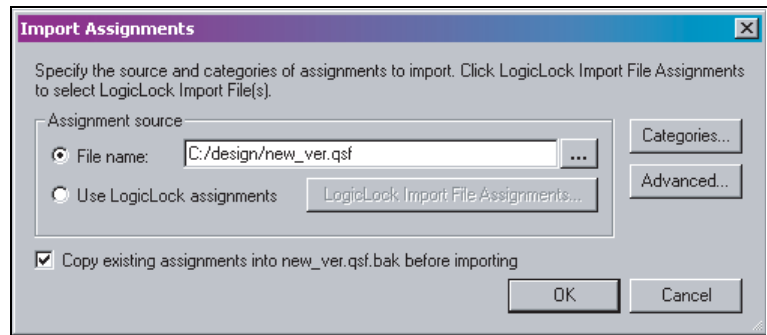 Import Assignments
Specify the source and categories of assignments to import. Click LogicLock Import File Assignments
to select LogicLock Import File(s).
Assignment source
File name: C:/design/new_ver.qsf ...
Categories...
Use LogicLock assignments LogicLock Import File Assignments...
Advanced...
Copy existing assignments into new_ver.qsf.bak before importing
OK Cancel